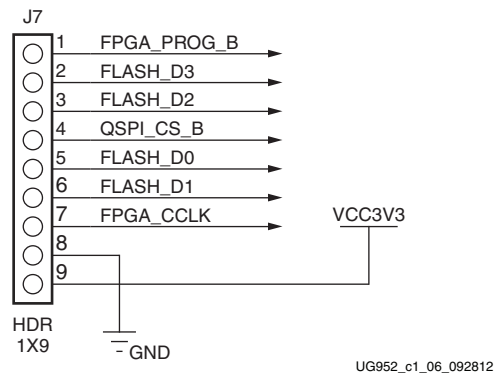 J7
1 FPGA_PROG_B
2 FLASH_D3
3 FLASH_D2
4 QSPI_CS_B
5 FLASH_D0
6 FLASH_D1
7 FPGA_CCLK
VCC3V3
8
9
HDR
1X9
GND
UG952_c1_06_092812